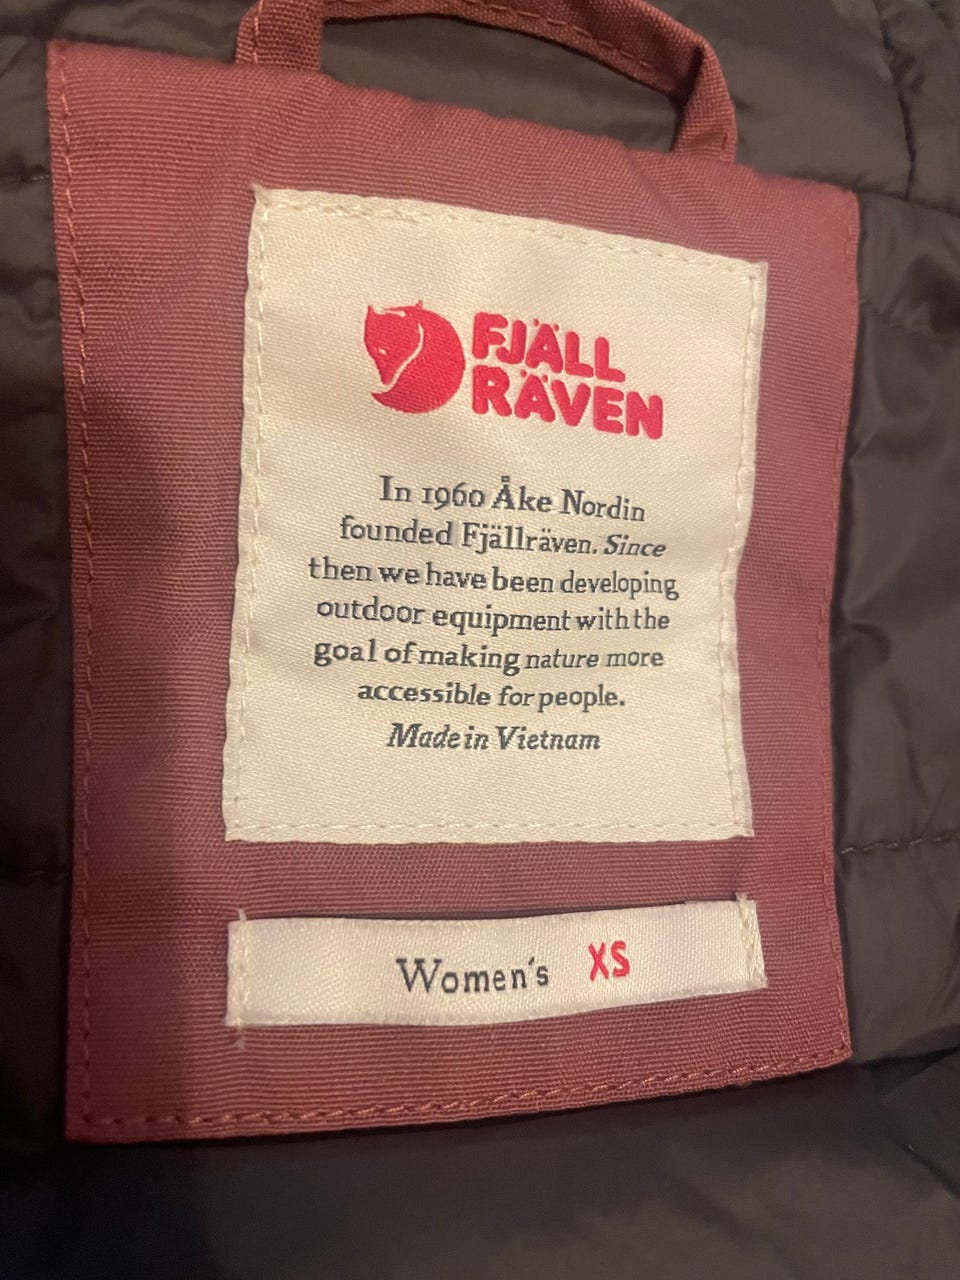 FJÄLL
RÄVEN
In 1960 Åke Nordin
founded Fjällräven. Since
then we have been developing
outdoor equipment with the
goal of making nature more
accessible for people.
Made in Vietnam
Women's XS